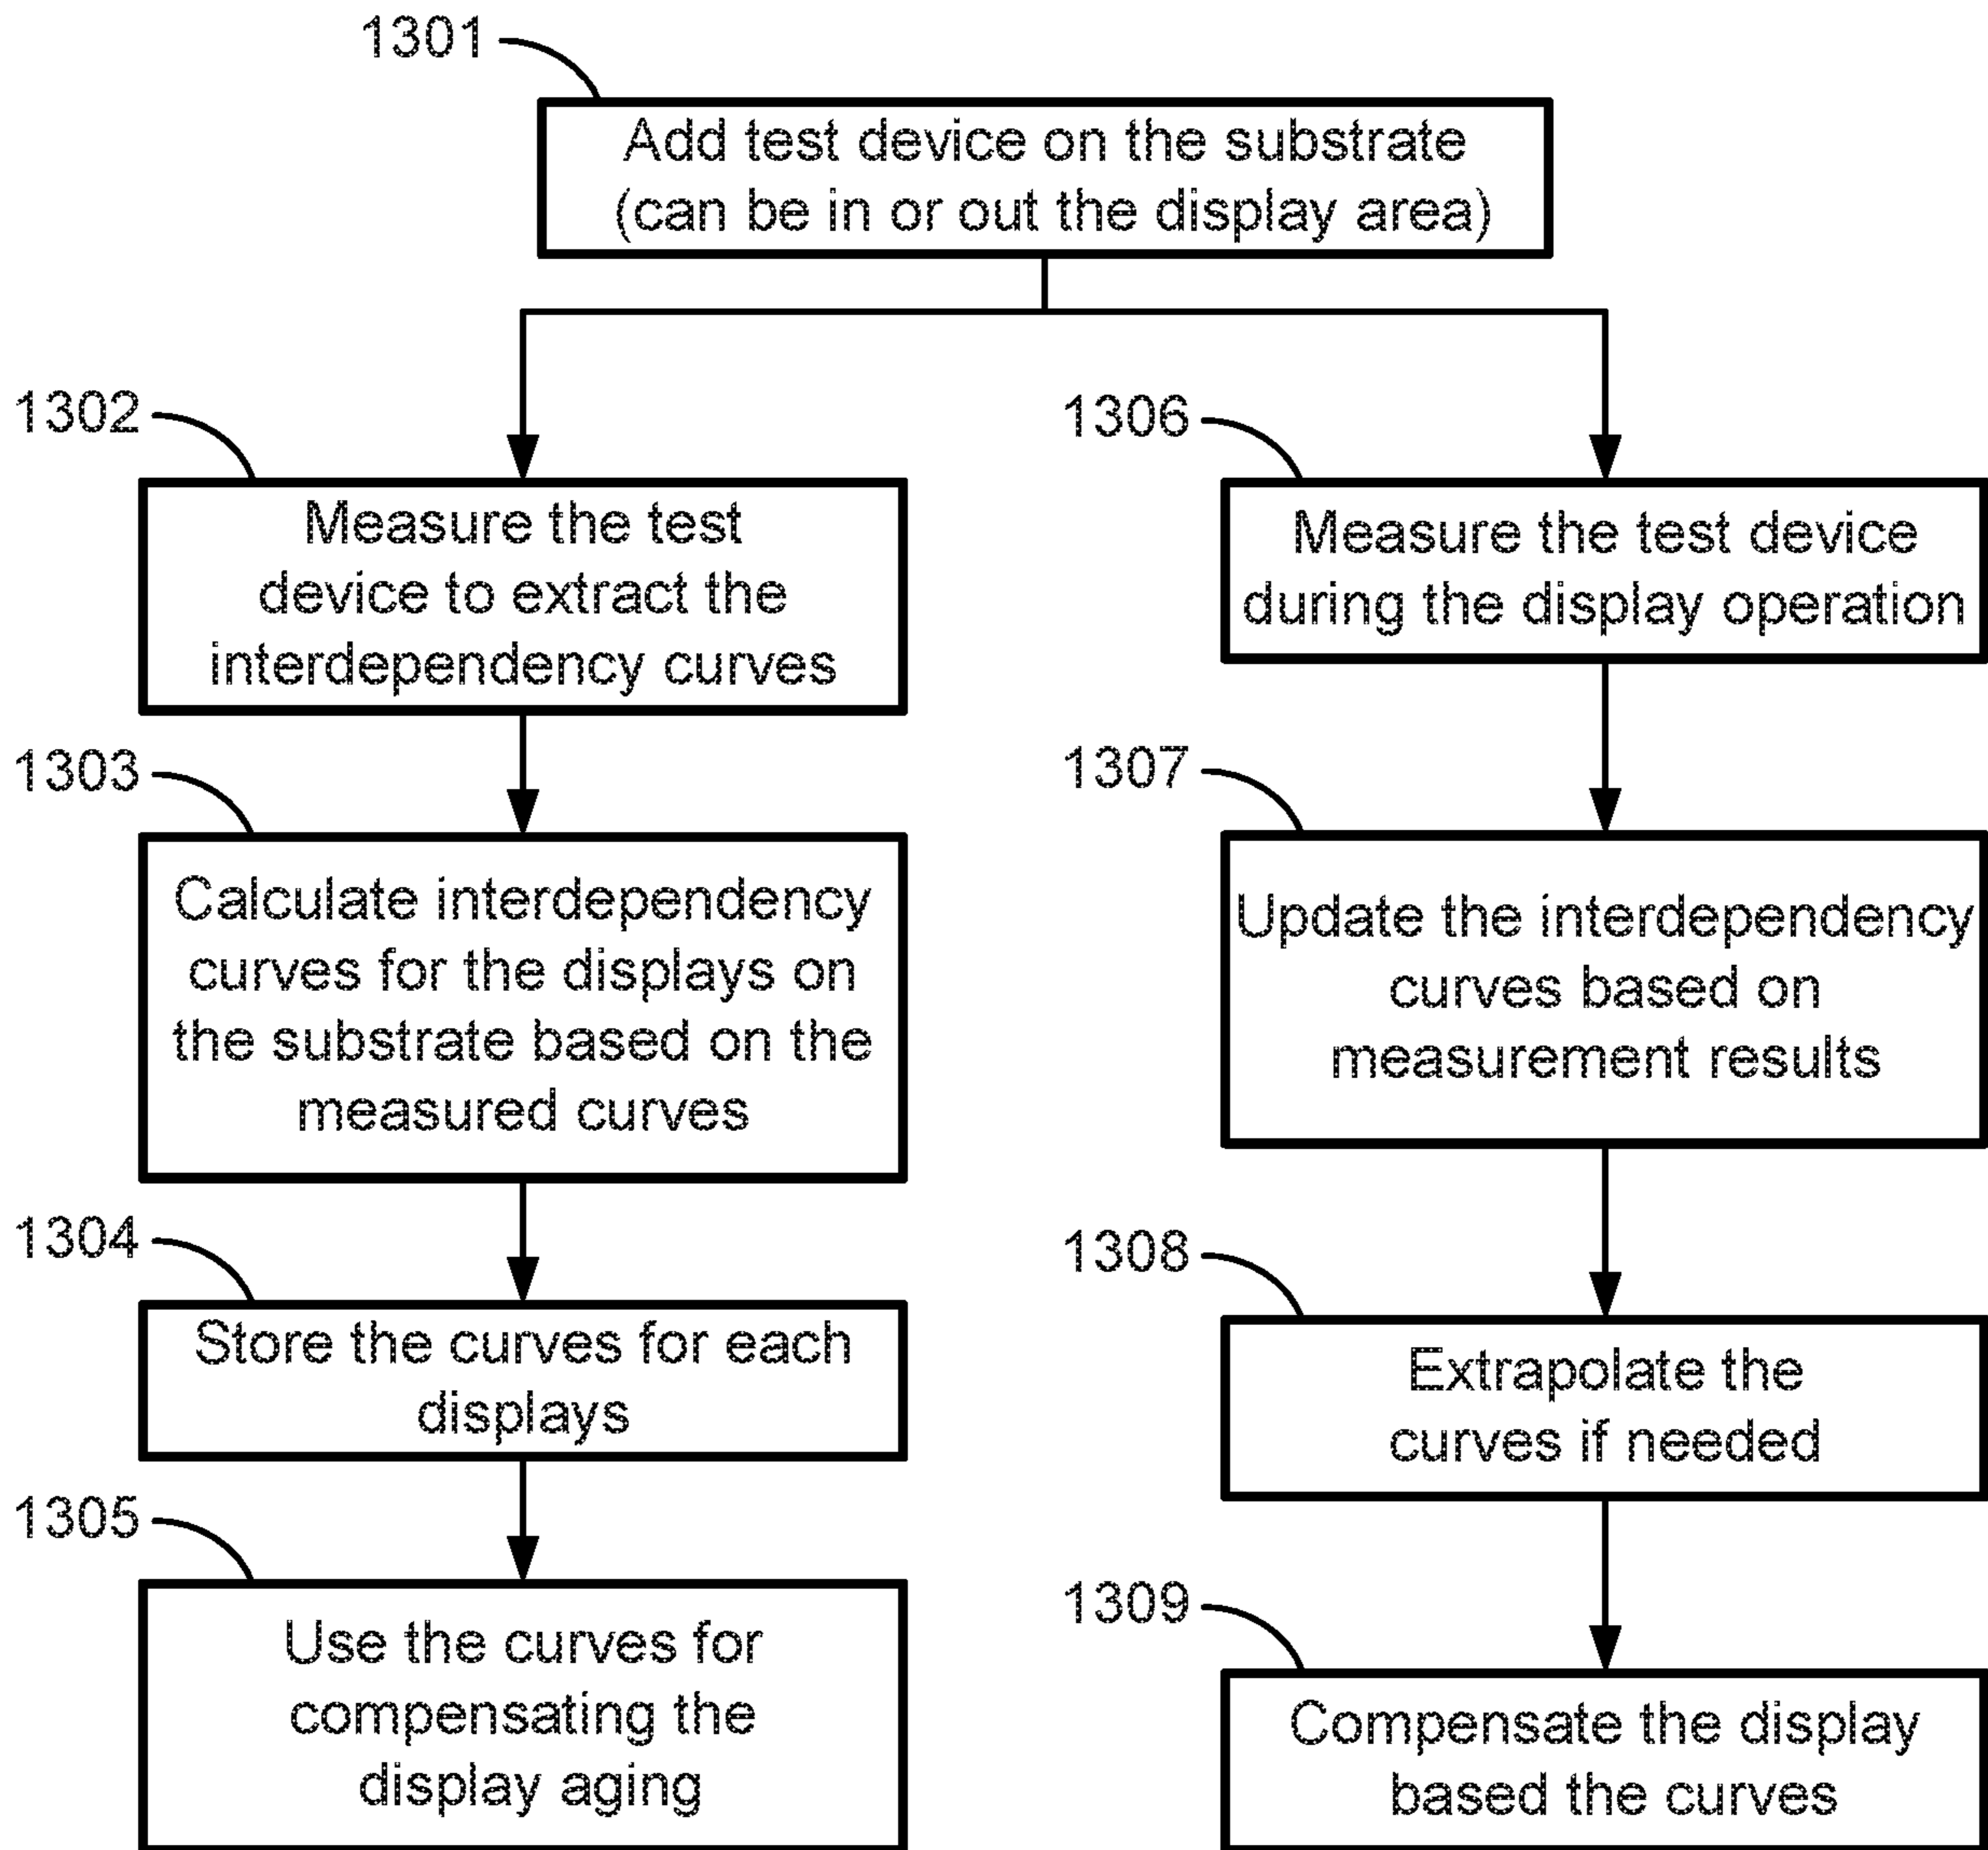 1301
Add test device on the substrate
(can be in or out the display area)
1302
Measure the test
device to extract the
interdependency curves
1303
Calculate interdependency
curves for the displays on
the substrate based on the
measured curves
1304
Store the curves for each
displays
1305
Use the curves for
compensating the
display aging
1306
Measure the test device
during the display operation
1307
Update the interdependency
curves based on
measurement results
1308
Extrapolate the
curves if needed
1309
Compensate the display
based the curves